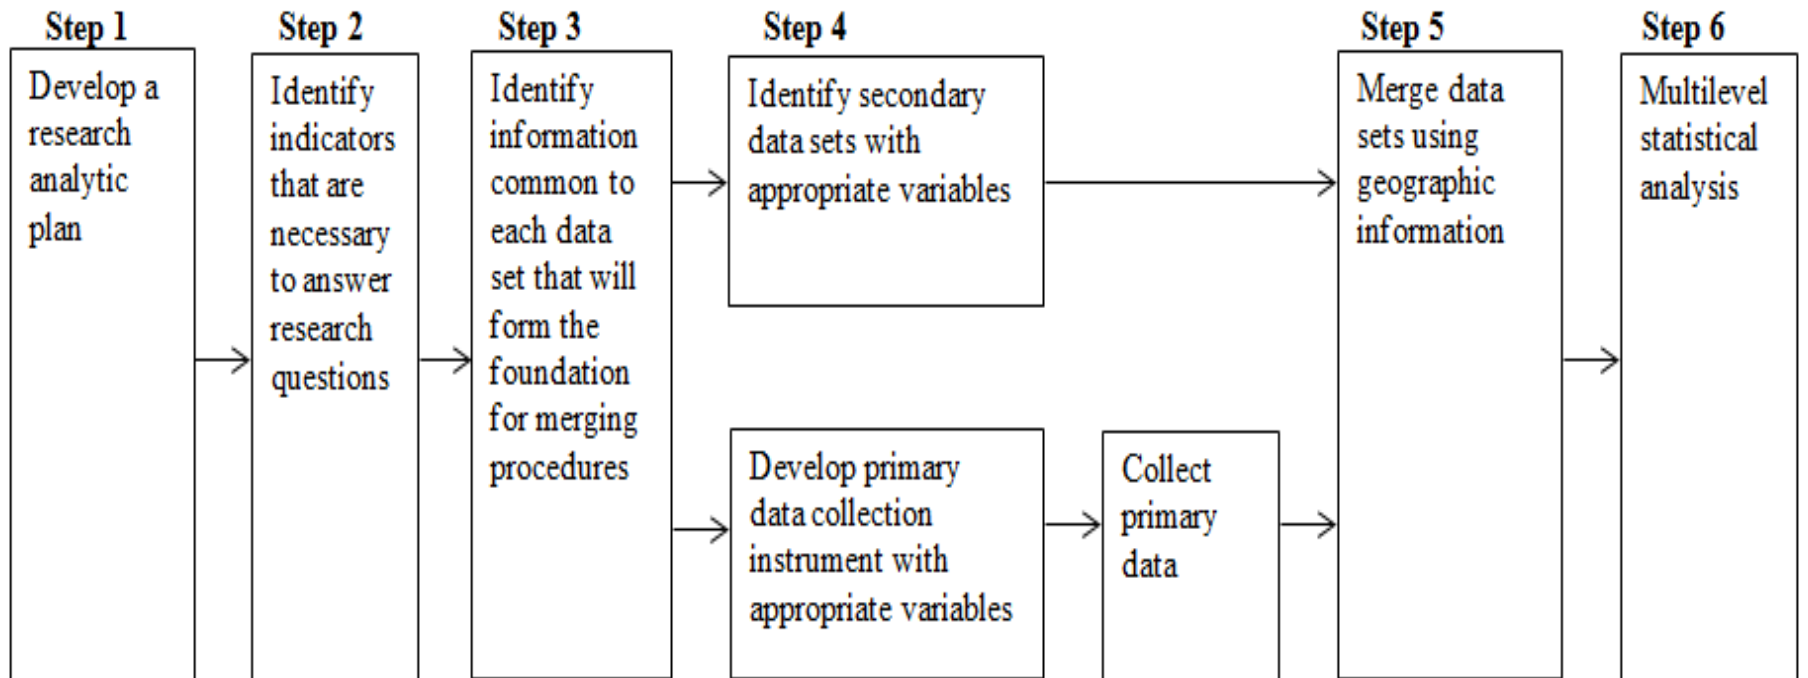 Step 1
Develop a
research
analytic
plan
Step 2
Identify
indicators
that are
necessary
to answer
research
questions
Step 3
Identify
information
common to
each data
set that will
form the
foundation
for merging
procedures
Step 4
Identify secondary
data sets with
appropriate variables
Develop primary
data collection
instrument with
appropriate variables
Collect
primary
data
Step 5
Merge data
sets using
geographic
information
Step 6
Multilevel
statistical
analysis